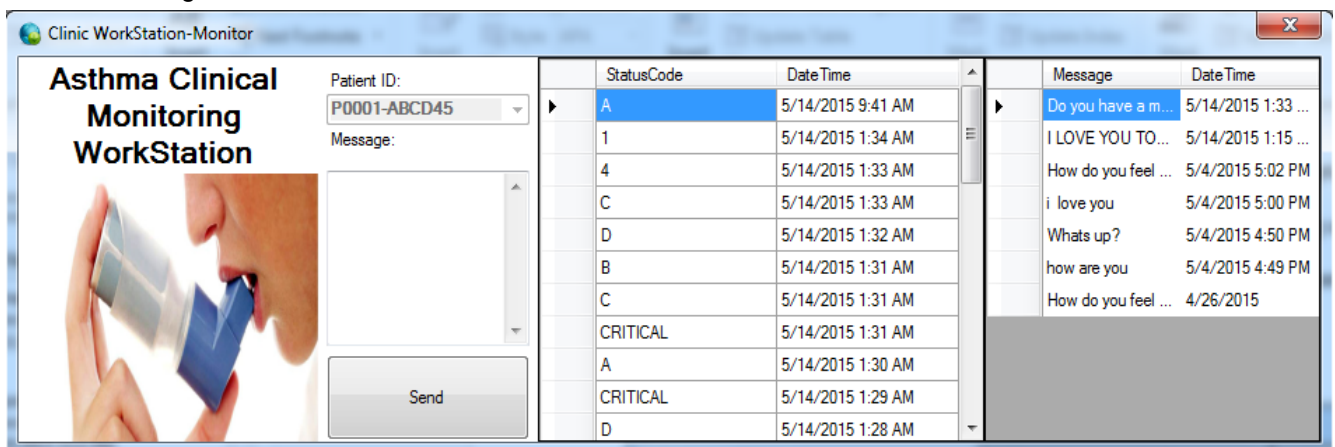 Clinic WorkStation-Monitor
Asthma Clinical
Monitoring
WorkStation
Patient ID:
P0001-ABCD45
Message:
Send
StatusCode DateTime
A 5/14/2015 9:41 AM
1 5/14/2015 1:34 AM
4 5/14/2015 1:33 AM
C 5/14/2015 1:33 AM
D 5/14/2015 1:32 AM
B 5/14/2015 1:31 AM
C 5/14/2015 1:31 AM
CRITICAL 5/14/2015 1:31 AM
A 5/14/2015 1:30 AM
CRITICAL 5/14/2015 1:29 AM
D 5/14/2015 1:28 AM
Message DateTime
Do you have a m... 5/14/2015 1:33 ...
I LOVE YOU TO... 5/14/2015 1:15 ...
How do you feel ... 5/4/2015 5:02 PM
i love you 5/4/2015 5:00 PM
Whats up? 5/4/2015 4:50 PM
how are you 5/4/2015 4:49 PM
How do you feel ... 4/26/2015